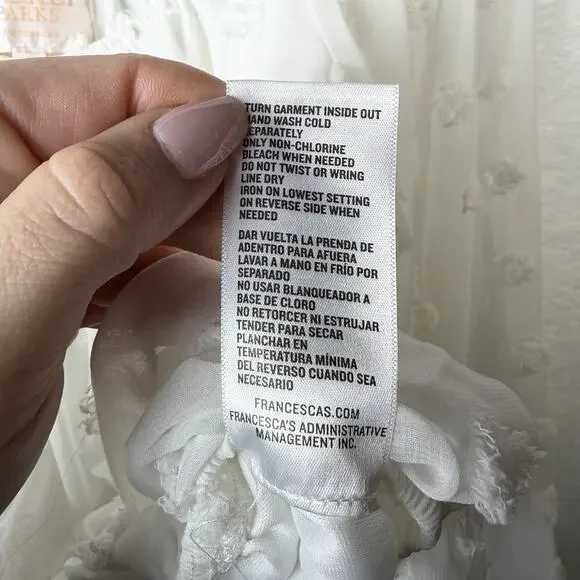 PARKS
TURN GARMENT INSIDE OUT
HAND WASH COLD
SEPARATELY
ONLY NON-CHLORINE
BLEACH WHEN NEEDED
DO NOT TWIST OR WRING
LINE DRY
IRON ON LOWEST SETTING
ON REVERSE SIDE WHEN
NEEDED
DAR VUELTA LA PRENDA DE
ADENTRO PARA AFUERA
LAVAR A MANO EN FRÍO POR
SEPARADO
NO USAR BLANQUEADOR A
BASE DE CLORO
NO RETORCER NI ESTRUJAR
TENDER PARA SECAR
PLANCHAR EN
TEMPERATURA MÍNIMA
DEL REVERSO CUANDO SEA
NECESARIO
FRANCESCAS.COM
FRANCESCA'S ADMINISTRATIVE
MANAGEMENT INC.